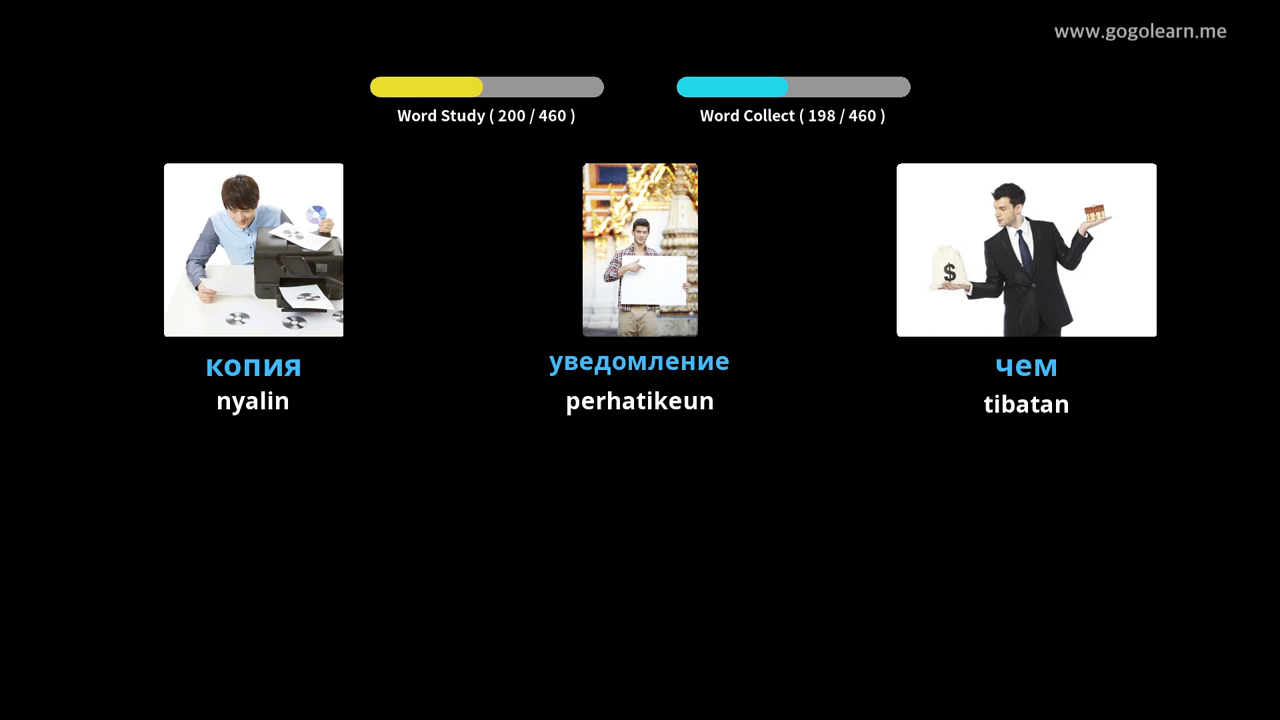 www.gogolearn.me
Word Study ( 200 / 460 )
Word Collect ( 198 / 460 )
копия
уведомление
чем
nyalin
perhatikeun
tibatan
$